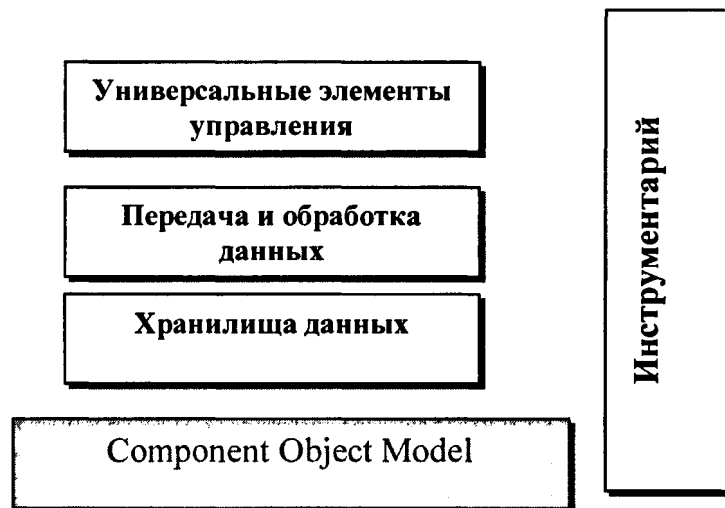 Универсальные элементы
управления
Передача и обработка
данных
Хранилища данных
Component Object Model
Инструментарий